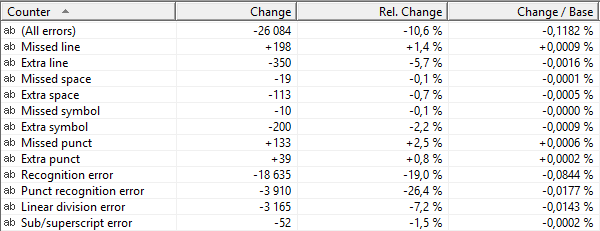 Counter Change Rel. Change Change / Base
ab (All errors) -26 084 -10,6 % -0,1182 %
ab Missed line +198 +1,4 % +0,0009 %
ab Extra line -350 -5,7 % -0,0016 %
ab Missed space -19 -0,1 % -0,0001 %
ab Extra space -113 -0,7 % -0,0005 %
ab Missed symbol -10 -0,1 % -0,0000 %
ab Extra symbol -200 -2,2 % -0,0009 %
ab Missed punct +133 +2,5 % +0,0006 %
ab Extra punct +39 +0,8 % +0,0002 %
ab Recognition error -18 635 -19,0 % -0,0844 %
ab Punct recognition error -3 910 -26,4 % -0,0177 %
ab Linear division error -3 165 -7,2 % -0,0143 %
ab Sub/superscript error -52 -1,5 % -0,0002 %